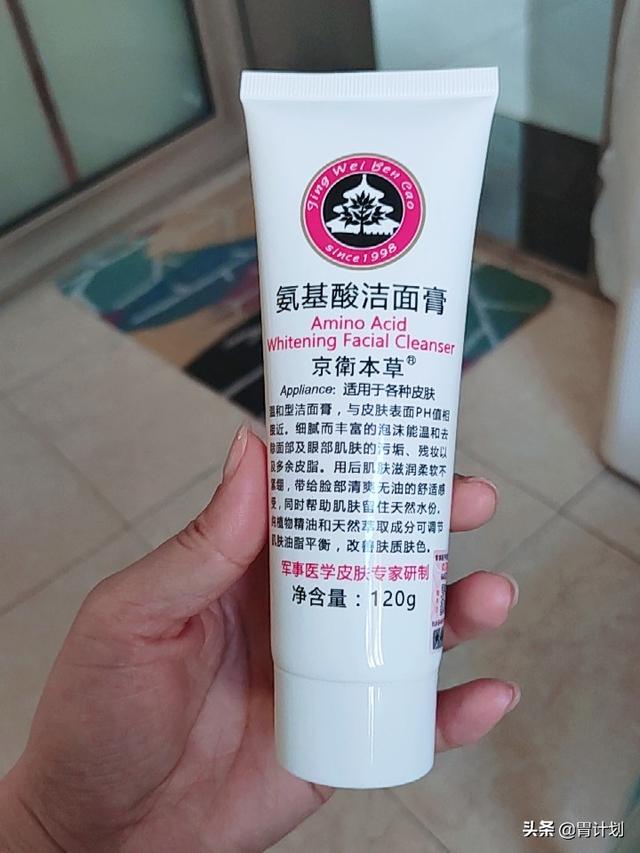 Jing Wei Ben Cao
since1998
氨基酸洁面膏
Amino Acid
Whitening Facial Cleanser
京衛本草®
Appliance: 适用于各种皮肤
温和型洁面膏，与皮肤表面PH值相
接近。细腻而丰富的泡沫能温和去
除面部及眼部肌肤的污垢、残妆以
及多余皮脂。用后肌肤滋润柔软不
紧绷，带给脸部清爽无油的舒适感
受，同时帮助肌肤留住天然水份。
纯植物精油和天然萃取成分可调节
肌肤油脂平衡，改善肤质肤色。
军事医学皮肤专家研制
净含量：120g
头条 @胃计划